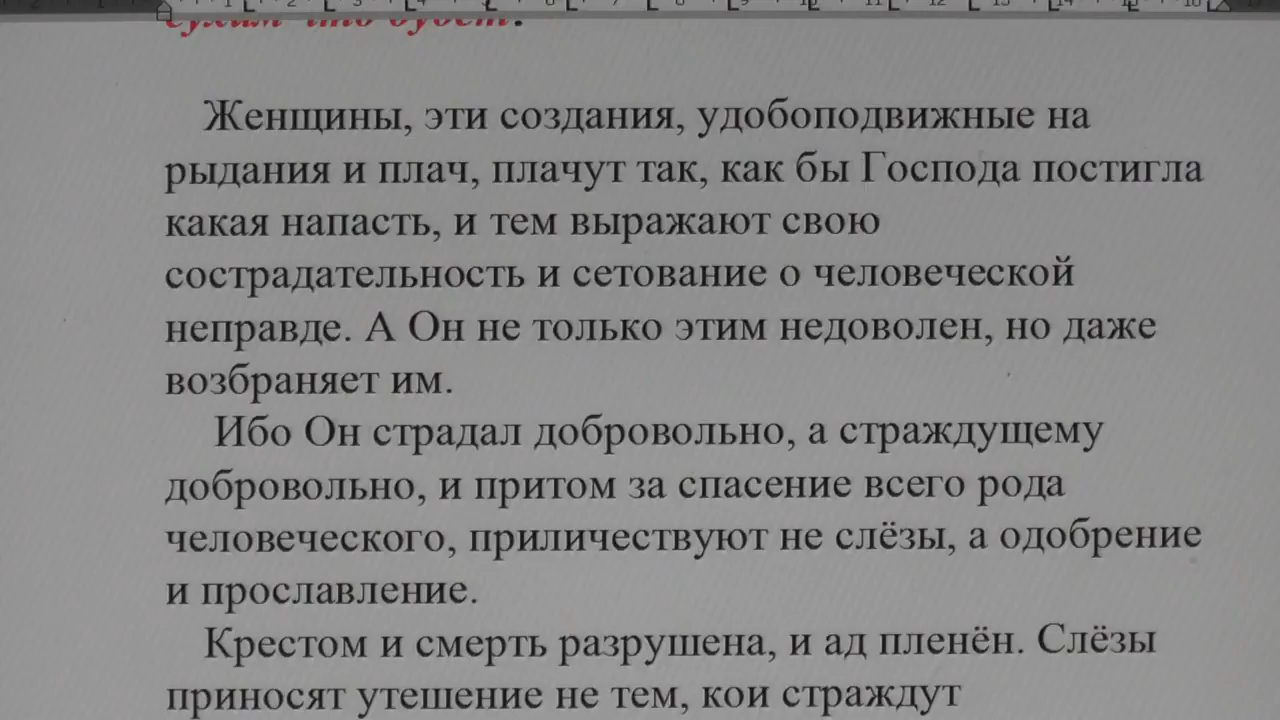 сухим что будет?
Женщины, эти создания, удобоподвижные на
рыдания и плач, плачут так, как бы Господа постигла
какая напасть, и тем выражают свою
сострадательность и сетование о человеческой
неправде. А Он не только этим недоволен, но даже
возбраняет им.
Ибо Он страдал добровольно, а страждущему
добровольно, и притом за спасение всего рода
человеческого, приличествуют не слёзы, а одобрение
и прославление.
Крестом и смерть разрушена, и ад пленён. Слёзы
приносят утешение не тем, кои страждут